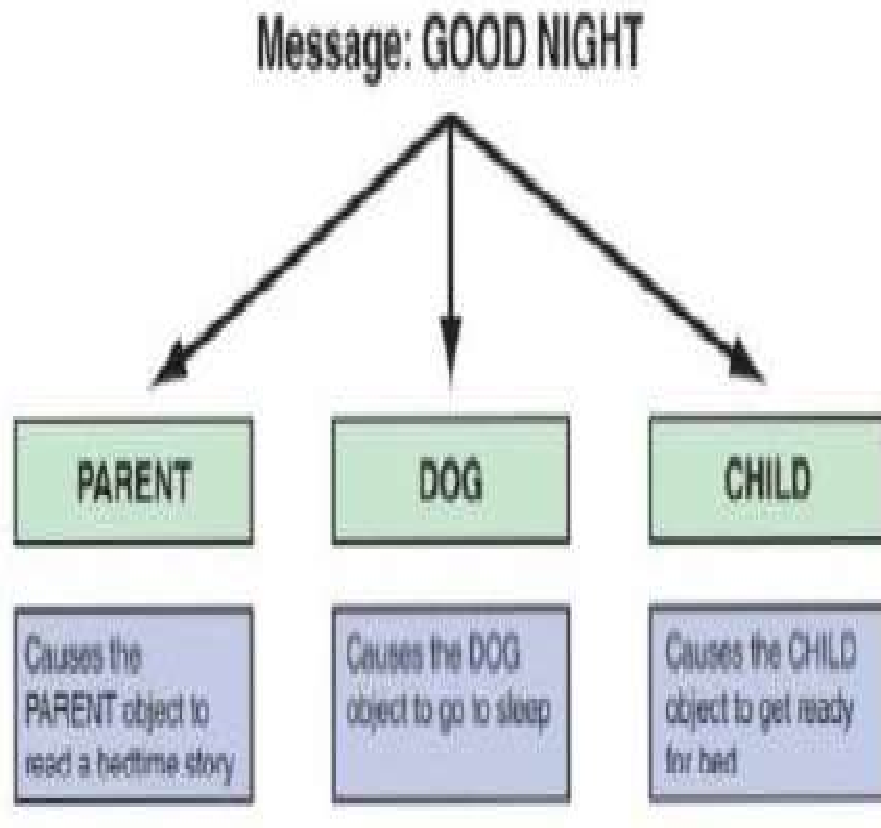 Message: GOOD NIGHT
PARENT
DOG
CHILD
Causes the
PARENT object to
read a bedtime story
Causes the DOG
object to go to sleep
Causes the CHILD
object to get ready
for bed